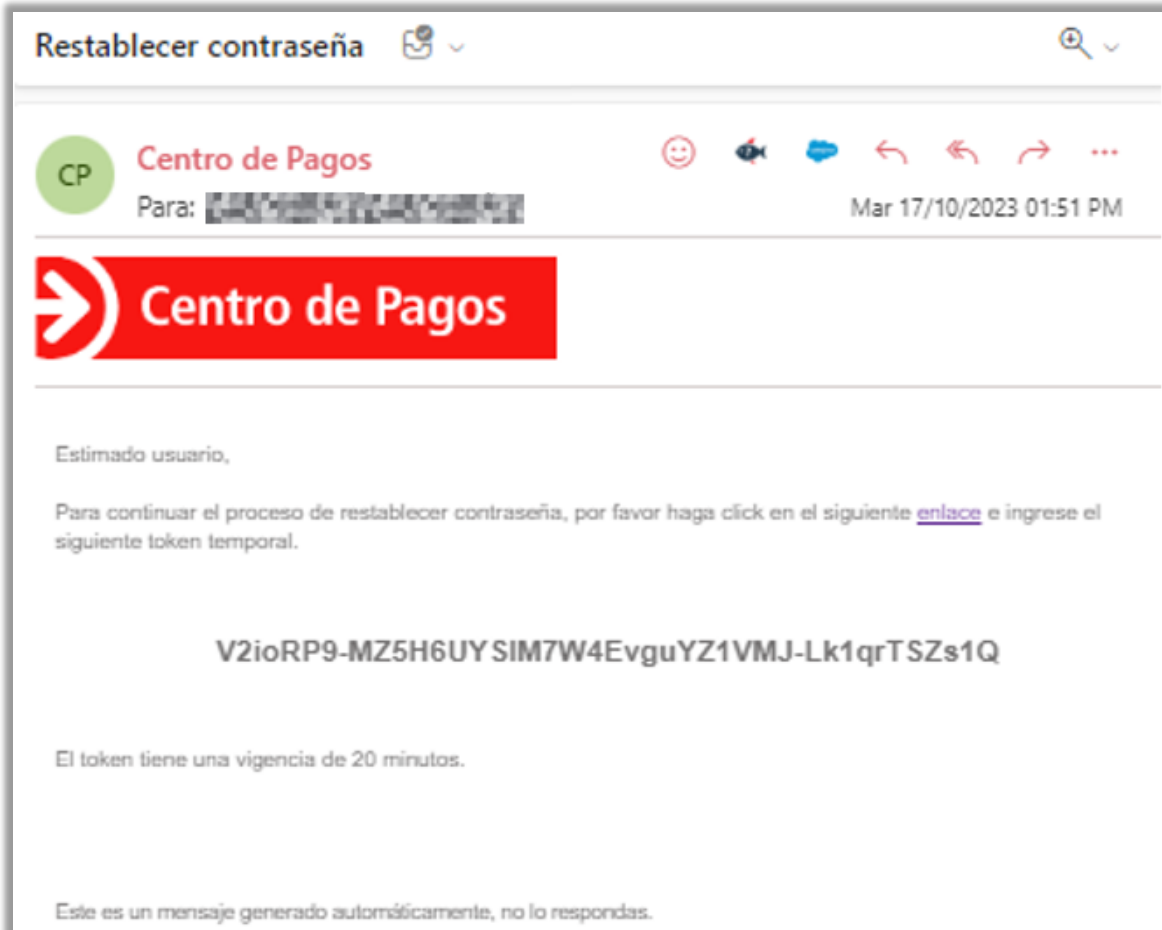 Restablecer contraseña
CP
Centro de Pagos
Para:
Mar 17/10/2023 01:51 PM
Centro de Pagos
Estimado usuario,
Para continuar el proceso de restablecer contraseña, por favor haga click en el siguiente enlace e ingrese el
siguiente token temporal.
V2ioRP9-MZ5H6UYSIM7W4EvguYZ1VMJ-Lk1qrTSZs1Q
El token tiene una vigencia de 20 minutos.
Este es un mensaje generado automáticamente, no lo respondas.